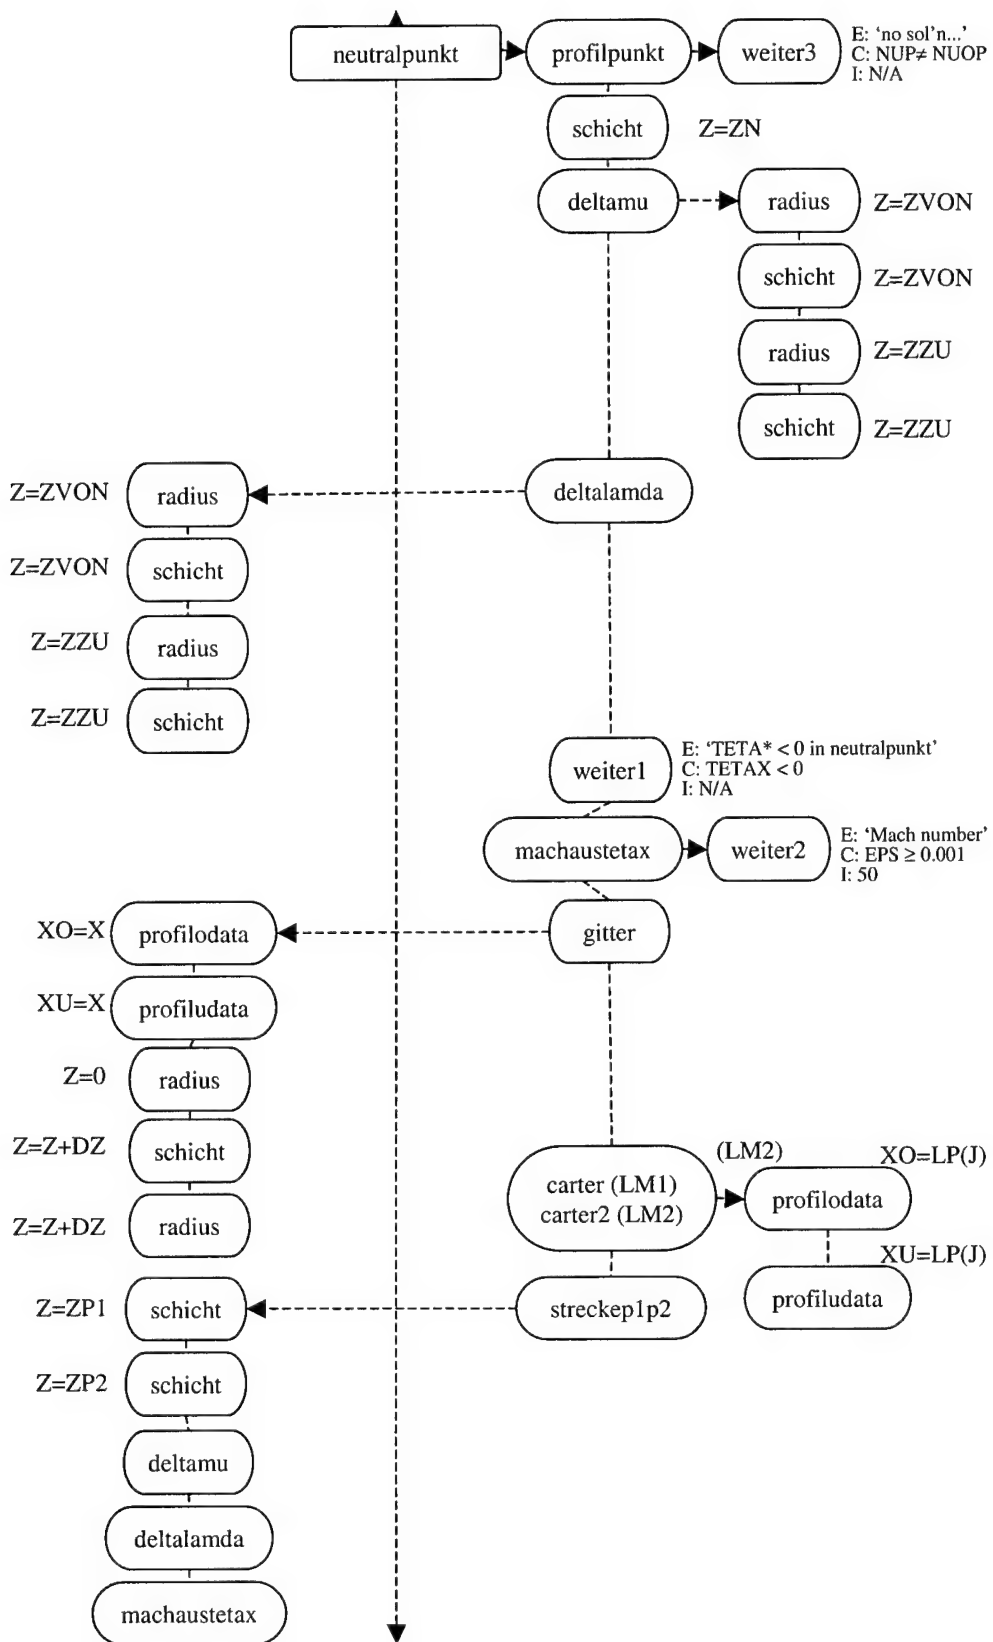 neutralpunkt
profilpunkt
weiter3
E: ‘no sol’n...’
C: NUP≠ NUOP
I: N/A
schicht
Z=ZN
deltamu
radius
Z=ZVON
schicht
Z=ZVON
radius
Z=ZZU
schicht
Z=ZZU
deltalamda
Z=ZVON
radius
Z=ZVON
schicht
Z=ZZU
radius
Z=ZZU
schicht
weiter1
E: ‘TETA* < 0 in neutralpunkt’
C: TETAX < 0
I: N/A
machaustetax
weiter2
E: ‘Mach number’
C: EPS ≥ 0.001
I: 50
gitter
XO=X
profilodata
XU=X
profiludata
Z=0
radius
Z=Z+DZ
schicht
Z=Z+DZ
radius
carter (LM1)
carter2 (LM2)
(LM2)
XO=LP(J)
profilodata
XU=LP(J)
profiludata
streckep1p2
Z=ZP1
schicht
Z=ZP2
schicht
deltamu
deltalamda
machaustetax